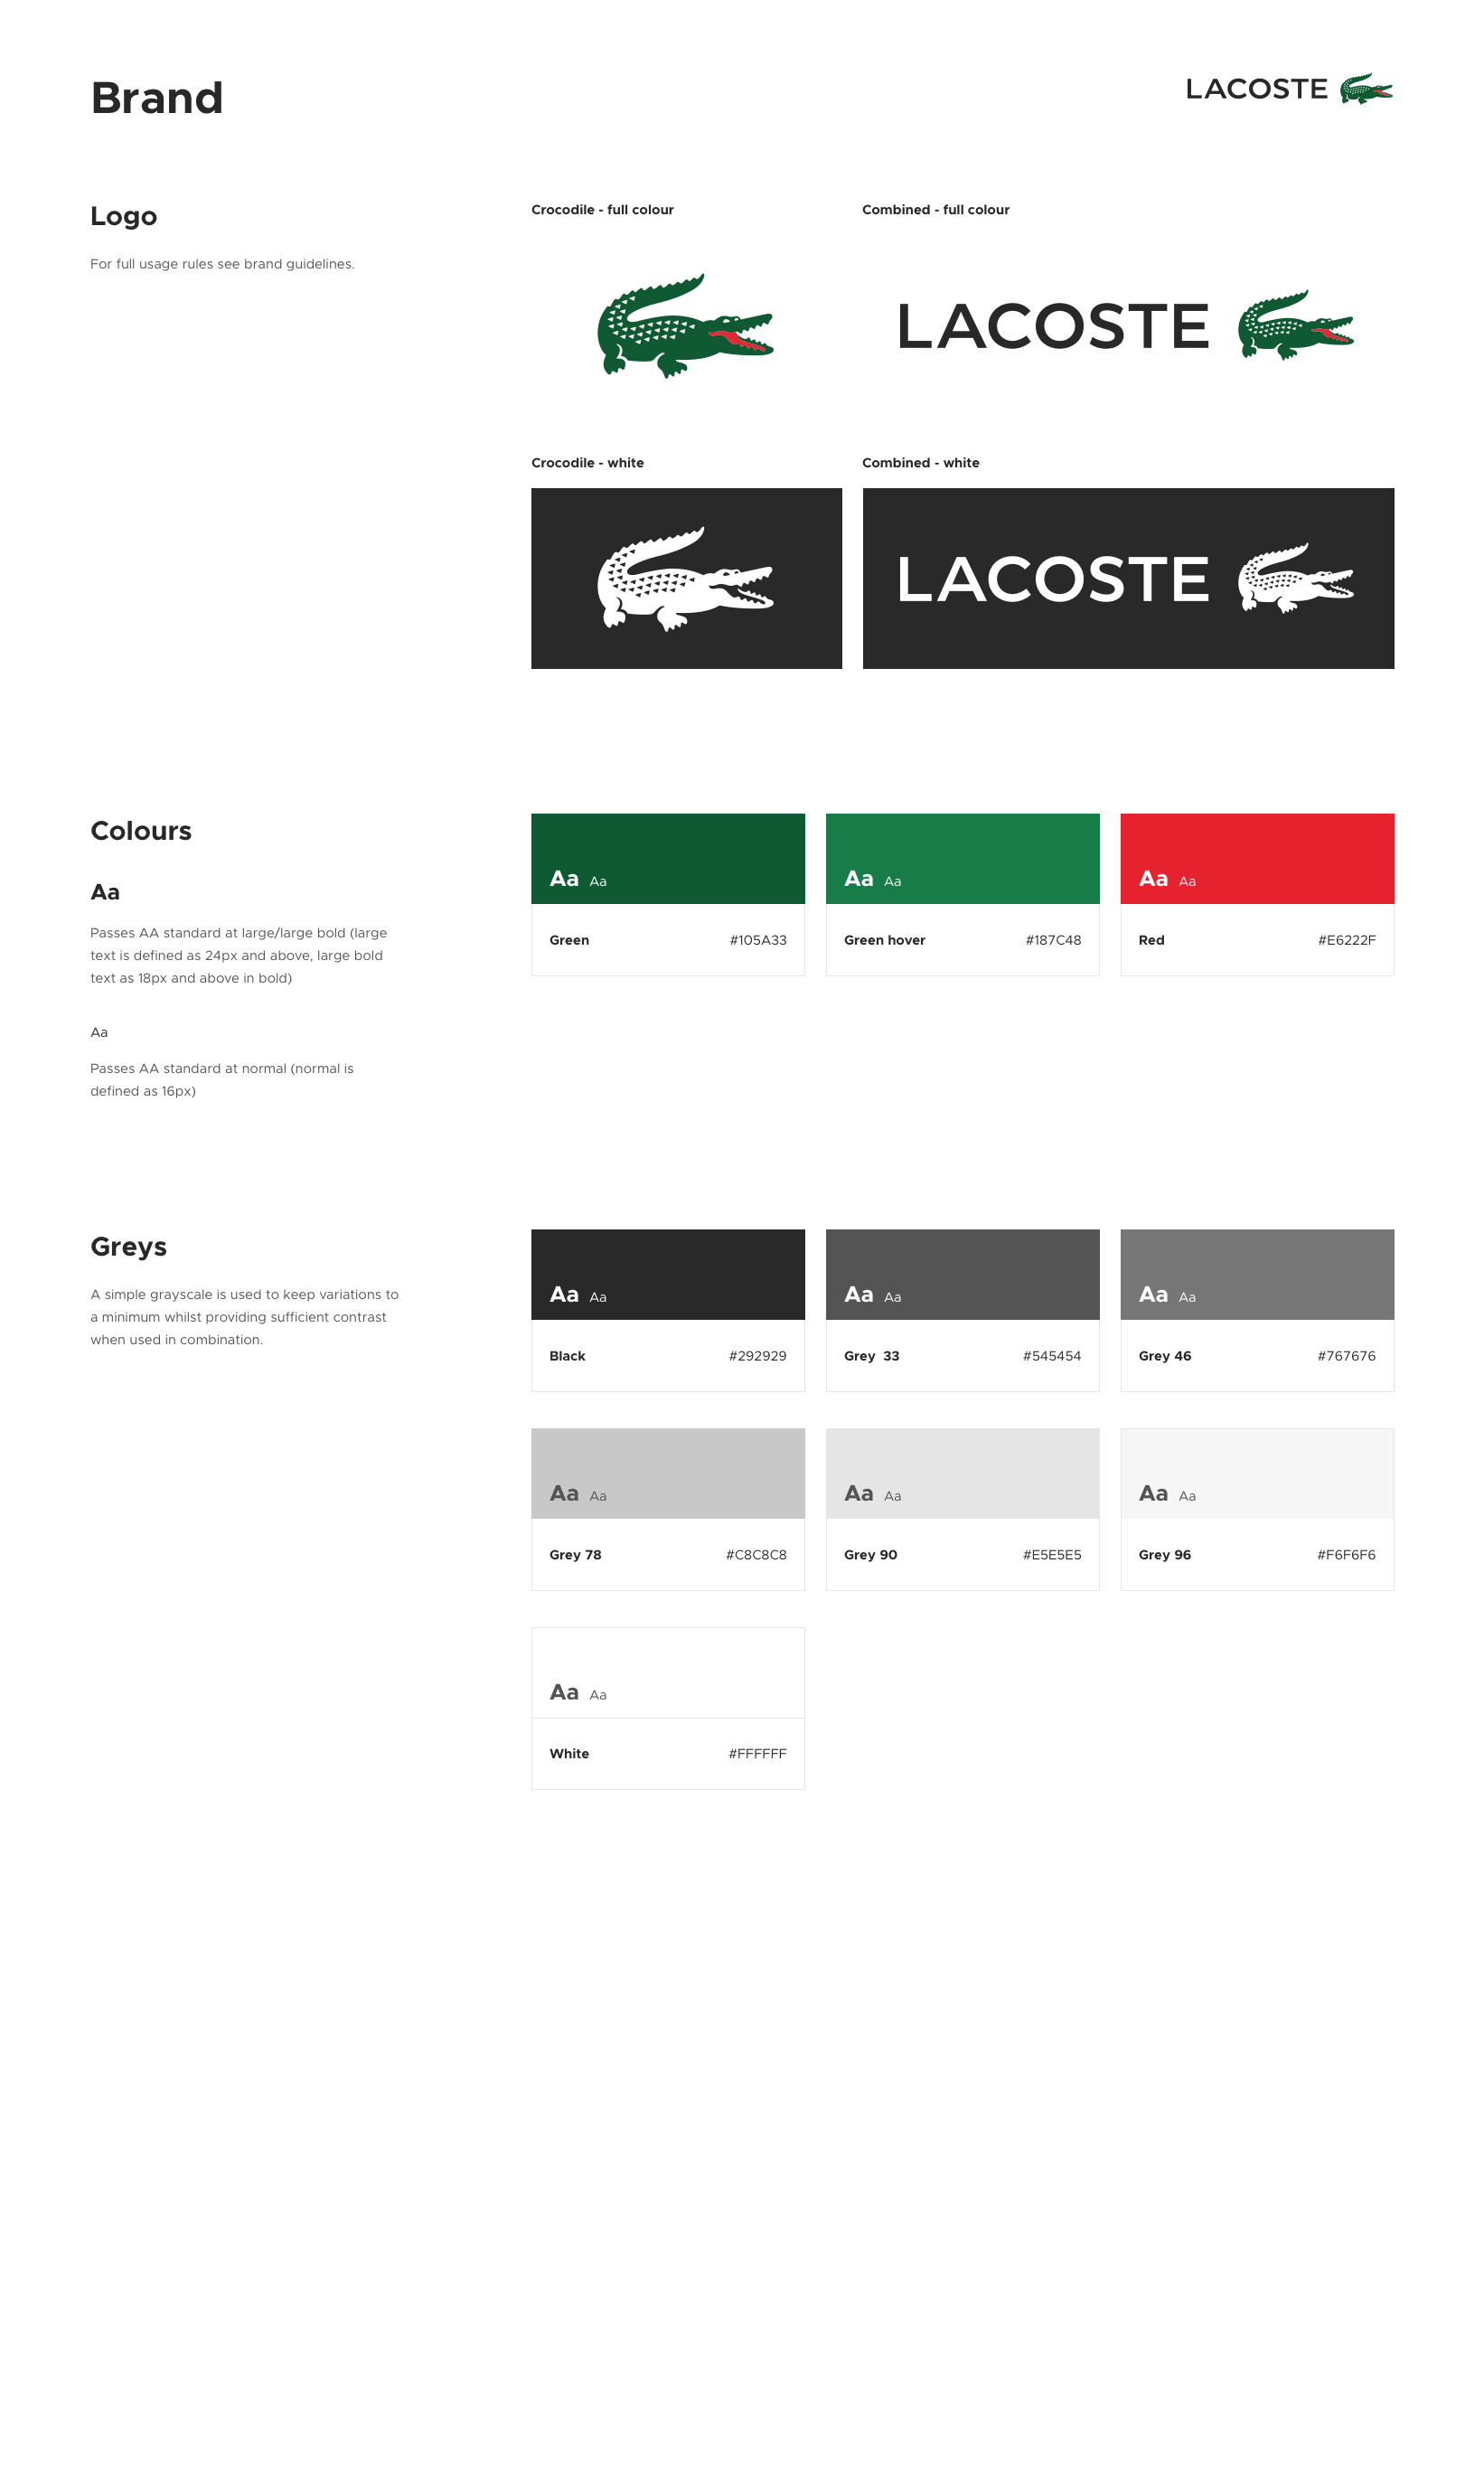 Brand
LACOSTE
Logo
For full usage rules see brand guidelines.
Crocodile - full colour
Combined - full colour
LACOSTE
Crocodile - white
Combined - white
LACOSTE
Colours
Aa
Passes AA standard at large/large bold (large
text is defined as 24px and above, large bold
text as 18px and above in bold)
Aa
Passes AA standard at normal (normal is
defined as 16px)
Aa Aa
Green #105A33
Aa Aa
Green hover #187C48
Aa Aa
Red #E6222F
Greys
A simple grayscale is used to keep variations to
a minimum whilst providing sufficient contrast
when used in combination.
Aa Aa
Black #292929
Aa Aa
Grey  33 #545454
Aa Aa
Grey 46 #767676
Aa Aa
Grey 78 #C8C8C8
Aa Aa
Grey 90 #E5E5E5
Aa Aa
Grey 96 #F6F6F6
Aa Aa
White #FFFFFF